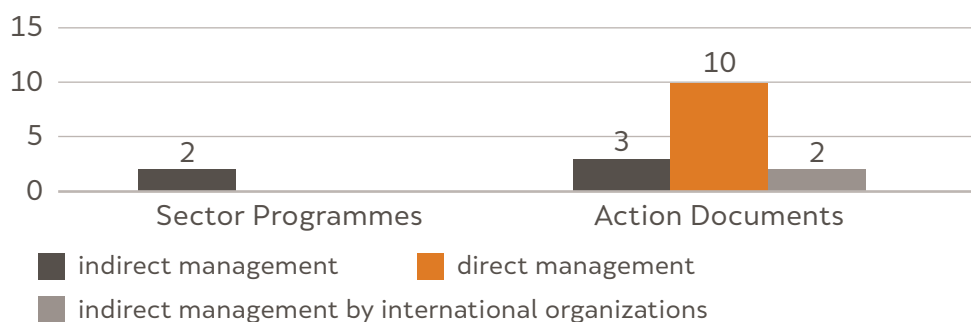 15
10
10
5
3
2
2
0
Sector Programmes
Action Documents
indirect management
direct management
indirect management by international organizations